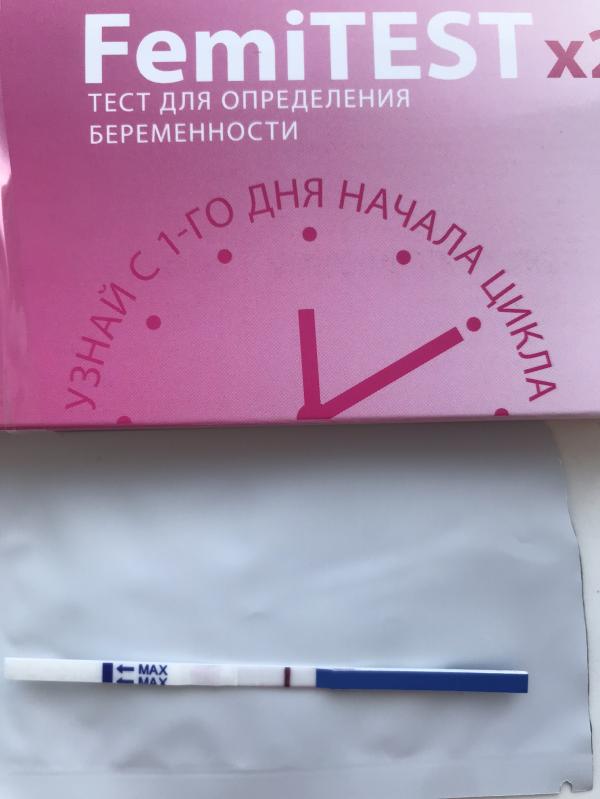 FemiTEST x2
ТЕСТ ДЛЯ ОПРЕДЕЛЕНИЯ
БЕРЕМЕННОСТИ
УЗНАЙ С 1-ГО ДНЯ НАЧАЛА ЦИКЛА
MAX
MAX